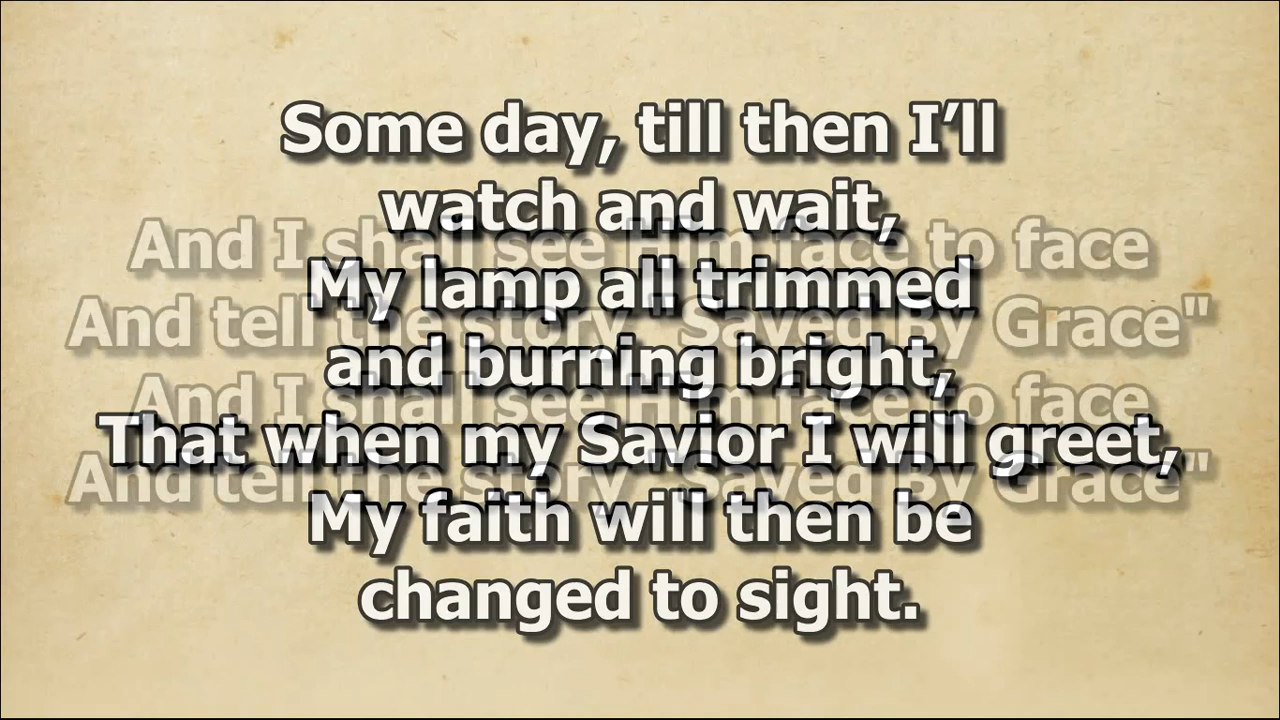 Some day, till then I’ll
watch and wait,
My lamp all trimmed
and burning bright,
That when my Savior I will greet,
My faith will then be
changed to sight.
And I shall see Him face to face
And tell the story "Saved By Grace"
And I shall see Him face to face
And tell the story "Saved By Grace"